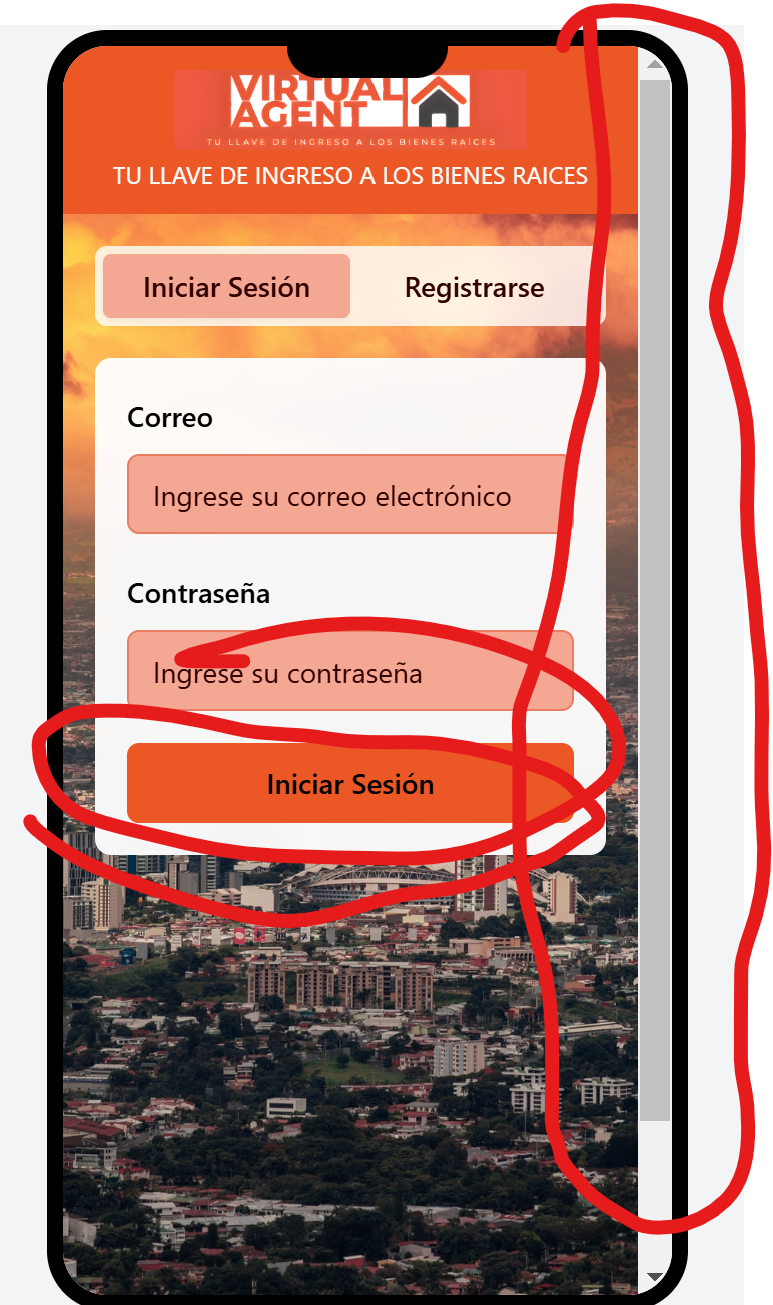 VIRTUAL
AGENT
TU LLAVE DE INGRESO A LOS BIENES RAÍCES
TU LLAVE DE INGRESO A LOS BIENES RAICES
Iniciar Sesión
Registrarse
Correo
Ingrese su correo electrónico
Contraseña
Ingrese su contraseña
Iniciar Sesión